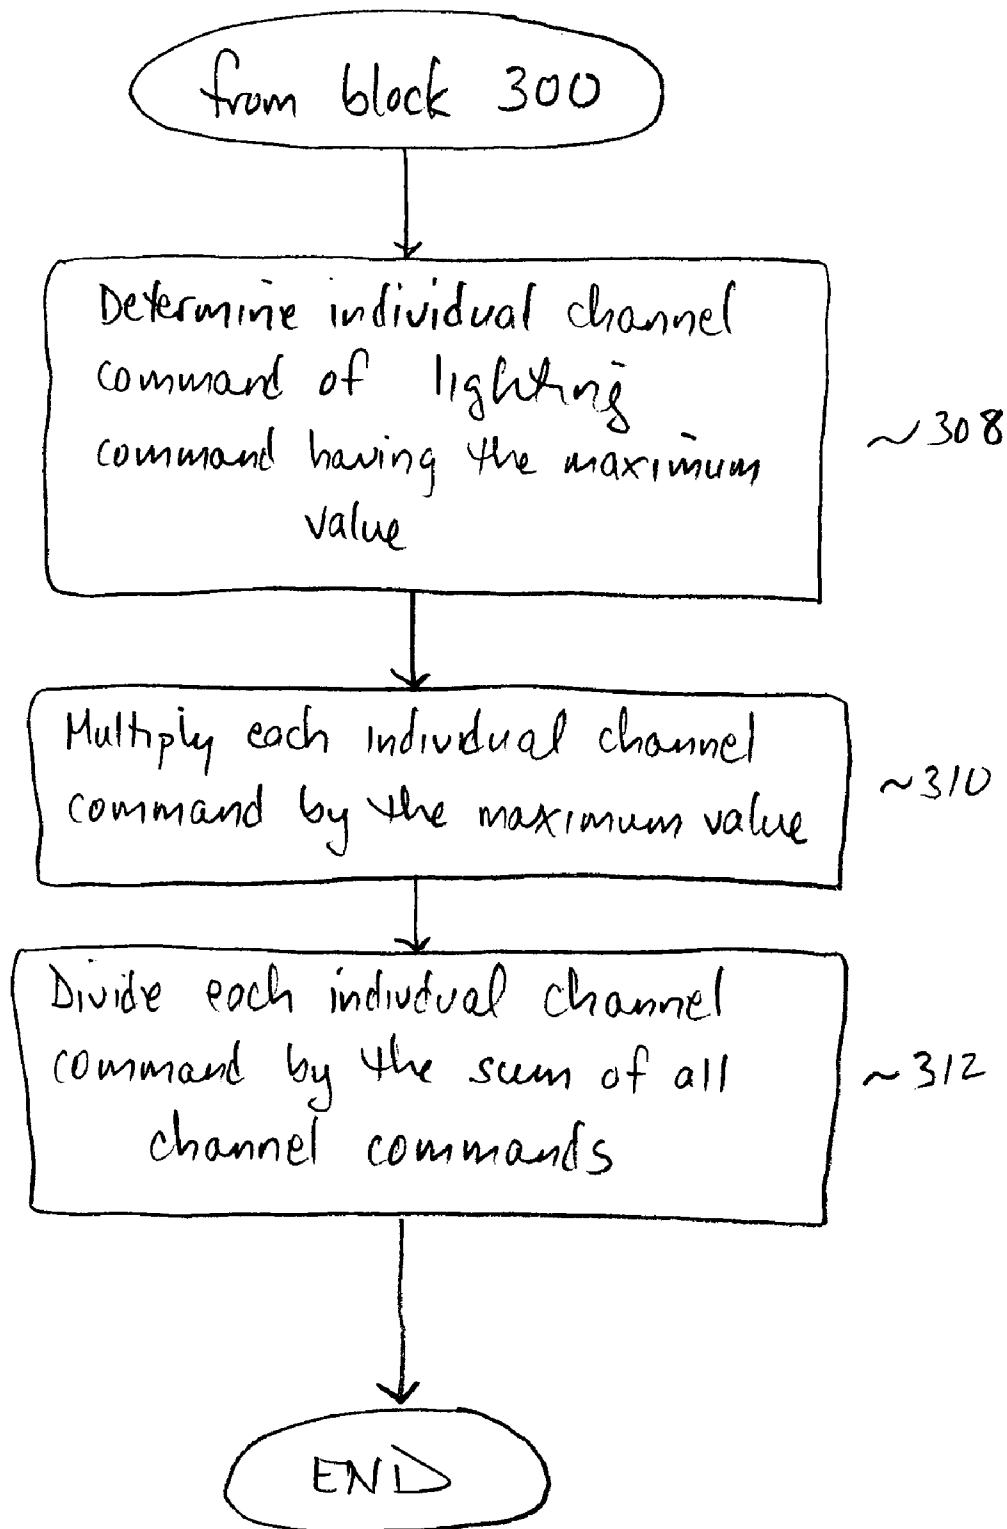 from block 300
Determine individual channel
command of lighting
command having the maximum
value
~308
Multiply each individual channel
command by the maximum value
~310
Divide each individual channel
command by the sum of all
channel commands
~312
END